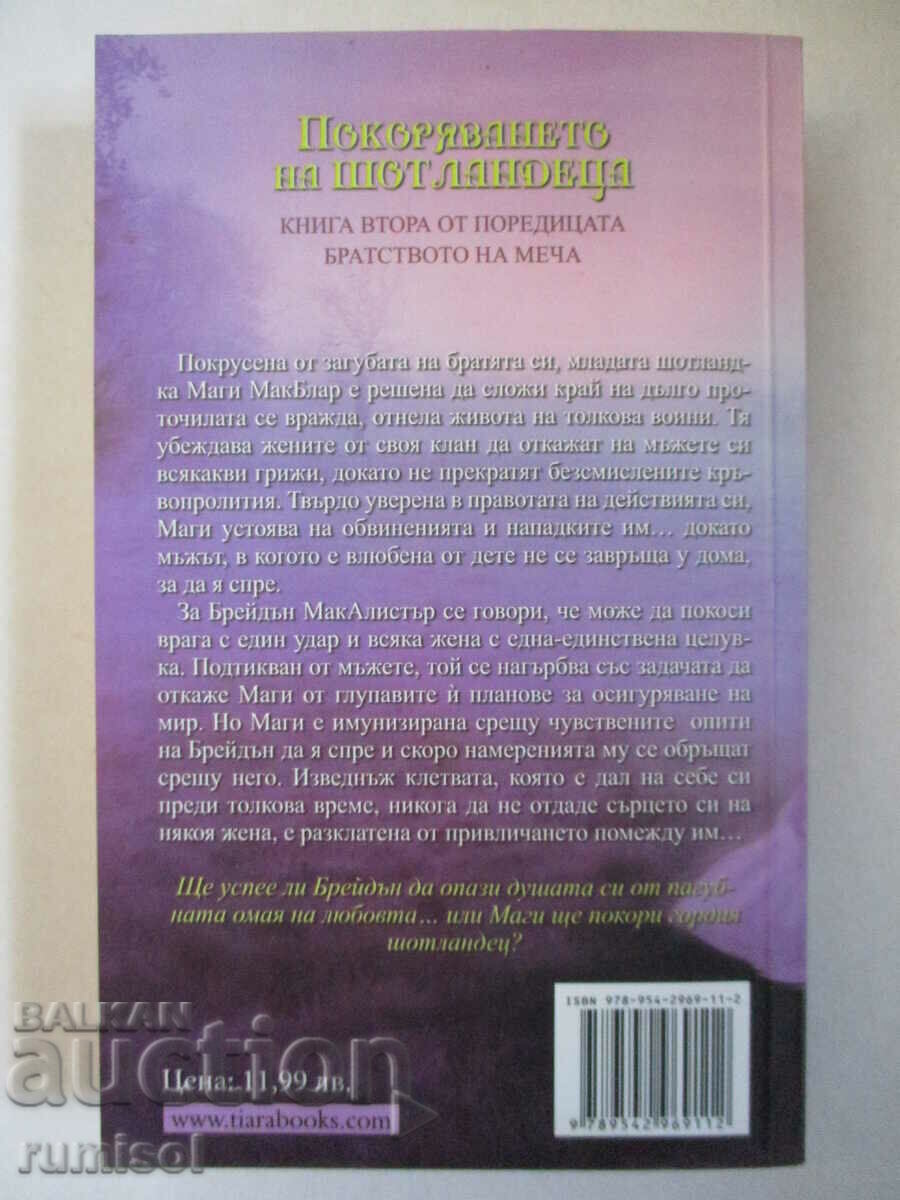 Покоряването
на шотландеца
КНИГА ВТОРА ОТ ПОРЕДИЦАТА
БРАТСТВОТО НА МЕЧА
Покрусена от загубата на братята си, младата шотланд-
ка Маги МакБлар е решена да сложи край на дълго про-
точилата се вражда, отнела живота на толкова воини. Тя
убеждава жените от своя клан да откажат на мъжете си
всякакви грижи, докато не прекратят безсмислените кръ-
вопролития. Твърдо уверена в правотата на действията си,
Маги устоява на обвиненията и нападките им... докато
мъжът, в когото е влюбена от дете не се завръща у дома,
за да я спре.
За Брейдън МакАлистър се говори, че може да покоси
врага с един удар и всяка жена с една-единствена целув-
ка. Подтикван от мъжете, той се нагърбва със задачата да
откаже Маги от глупавите ѝ планове за осигуряване на
мир. Но Маги е имунизирана срещу чувствените опити
на Брейдън да я спре и скоро намеренията му се обръщат
срещу него. Изведнъж клетвата, която е дал на себе си
преди толкова време, никога да не отдаде сърцето си на
някоя жена, е разклатена от привличането помежду им...
Ще успее ли Брейдън да опази душата си от пагуб-
ната омая на любовта... или Маги ще покори гордия
шотландец?
ISBN 978-954-2969-11-2
9 789542 969112
Цена: 11,99 лв.
www.tiarabooks.com
BALKAN
auction
rumisol